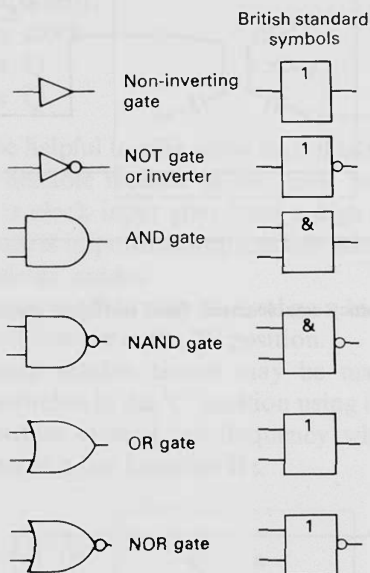 British standard
symbols
Non-inverting
gate
1
NOT gate
or inverter
1
AND gate
&
NAND gate
&
OR gate
1
NOR gate
1